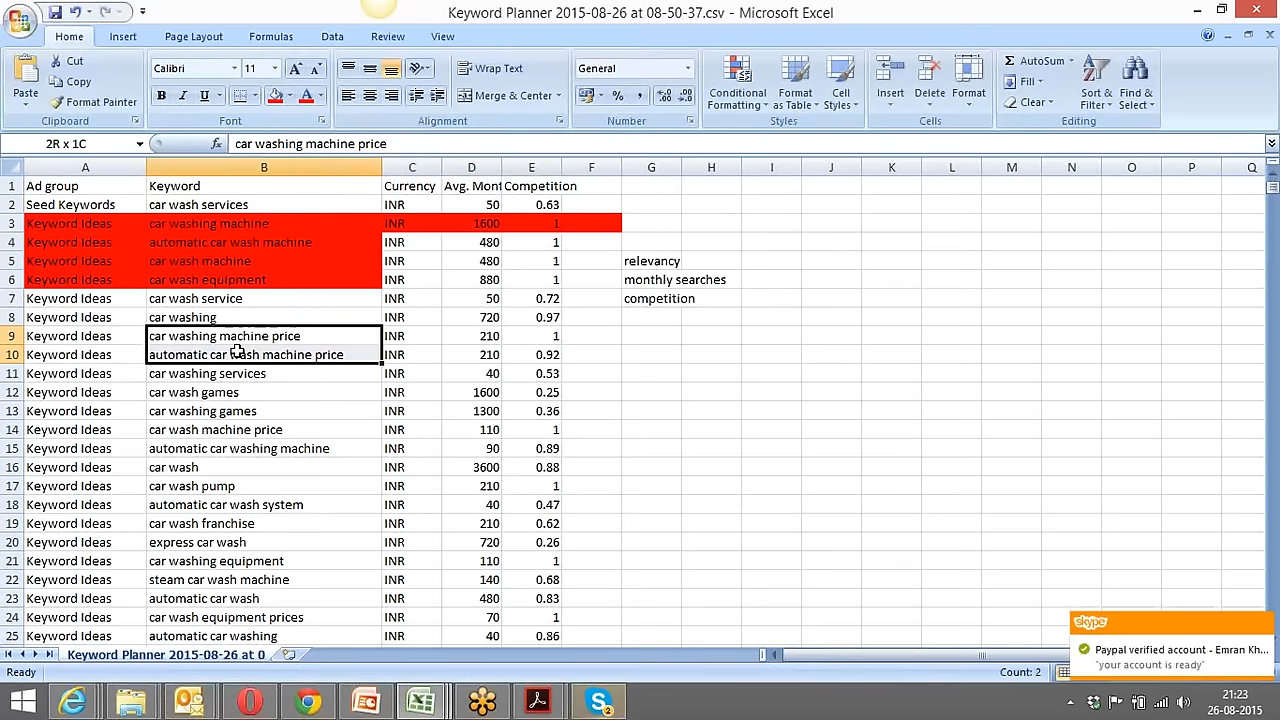 Keyword Planner 2015-08-26 at 08-50-37.csv - Microsoft Excel
Home Insert Page Layout Formulas Data Review View
Paste Cut Copy Format Painter Clipboard
Calibri 11 B I U Font
Wrap Text Merge & Center Alignment
General % , Number
Conditional Formatting Format as Table Cell Styles Styles
Insert Delete Format Cells
Σ AutoSum Fill Clear Sort & Filter Find & Select Editing
2R x 1C fx car washing machine price
A B C D E F G H I J K L M N O P Q
1 Ad group Keyword Currency Avg. Mont Competition
2 Seed Keywords car wash services INR 50 0.63
3 Keyword Ideas car washing machine INR 1600 1
4 Keyword Ideas automatic car wash machine INR 480 1
5 Keyword Ideas car wash machine INR 480 1 relevancy
6 Keyword Ideas car wash equipment INR 880 1 monthly searches
7 Keyword Ideas car wash service INR 50 0.72 competition
8 Keyword Ideas car washing INR 720 0.97
9 Keyword Ideas car washing machine price INR 210 1
10 Keyword Ideas automatic car wash machine price INR 210 0.92
11 Keyword Ideas car washing services INR 40 0.53
12 Keyword Ideas car wash games INR 1600 0.25
13 Keyword Ideas car washing games INR 1300 0.36
14 Keyword Ideas car wash machine price INR 110 1
15 Keyword Ideas automatic car washing machine INR 90 0.89
16 Keyword Ideas car wash INR 3600 0.88
17 Keyword Ideas car wash pump INR 210 1
18 Keyword Ideas automatic car wash system INR 40 0.47
19 Keyword Ideas car wash franchise INR 210 0.62
20 Keyword Ideas express car wash INR 720 0.26
21 Keyword Ideas car washing equipment INR 110 1
22 Keyword Ideas steam car wash machine INR 140 0.68
23 Keyword Ideas automatic car wash INR 480 0.83
24 Keyword Ideas car wash equipment prices INR 70 1
25 Keyword Ideas automatic car washing INR 40 0.86
skype
Paypal verified account - Emran Kh...
"your account is ready"
Keyword Planner 2015-08-26 at 0
Ready Count: 2
2
21:23
26-08-2015